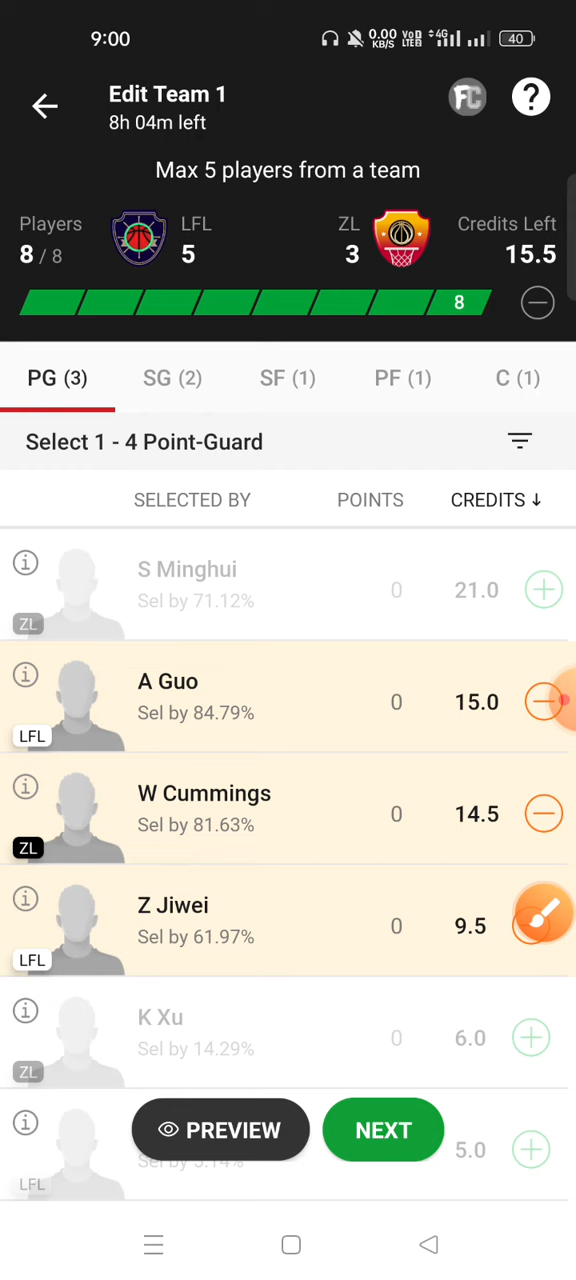 9:00
0.00 KB/S
Vo) LTE 2
4G
40
Edit Team 1
FC
?
8h 04m left
Max 5 players from a team
Players
LFL
ZL
Credits Left
8 / 8
5
3
15.5
8
PG (3)
SG (2)
SF (1)
PF (1)
C (1)
Select 1 - 4 Point-Guard
SELECTED BY
POINTS
CREDITS ↓
S Minghui
Sel by 71.12%
0
21.0
ZL
A Guo
Sel by 84.79%
0
15.0
LFL
W Cummings
Sel by 81.63%
0
14.5
ZL
Z Jiwei
Sel by 61.97%
0
9.5
LFL
K Xu
Sel by 14.29%
0
6.0
ZL
PREVIEW
NEXT
5.0
LFL